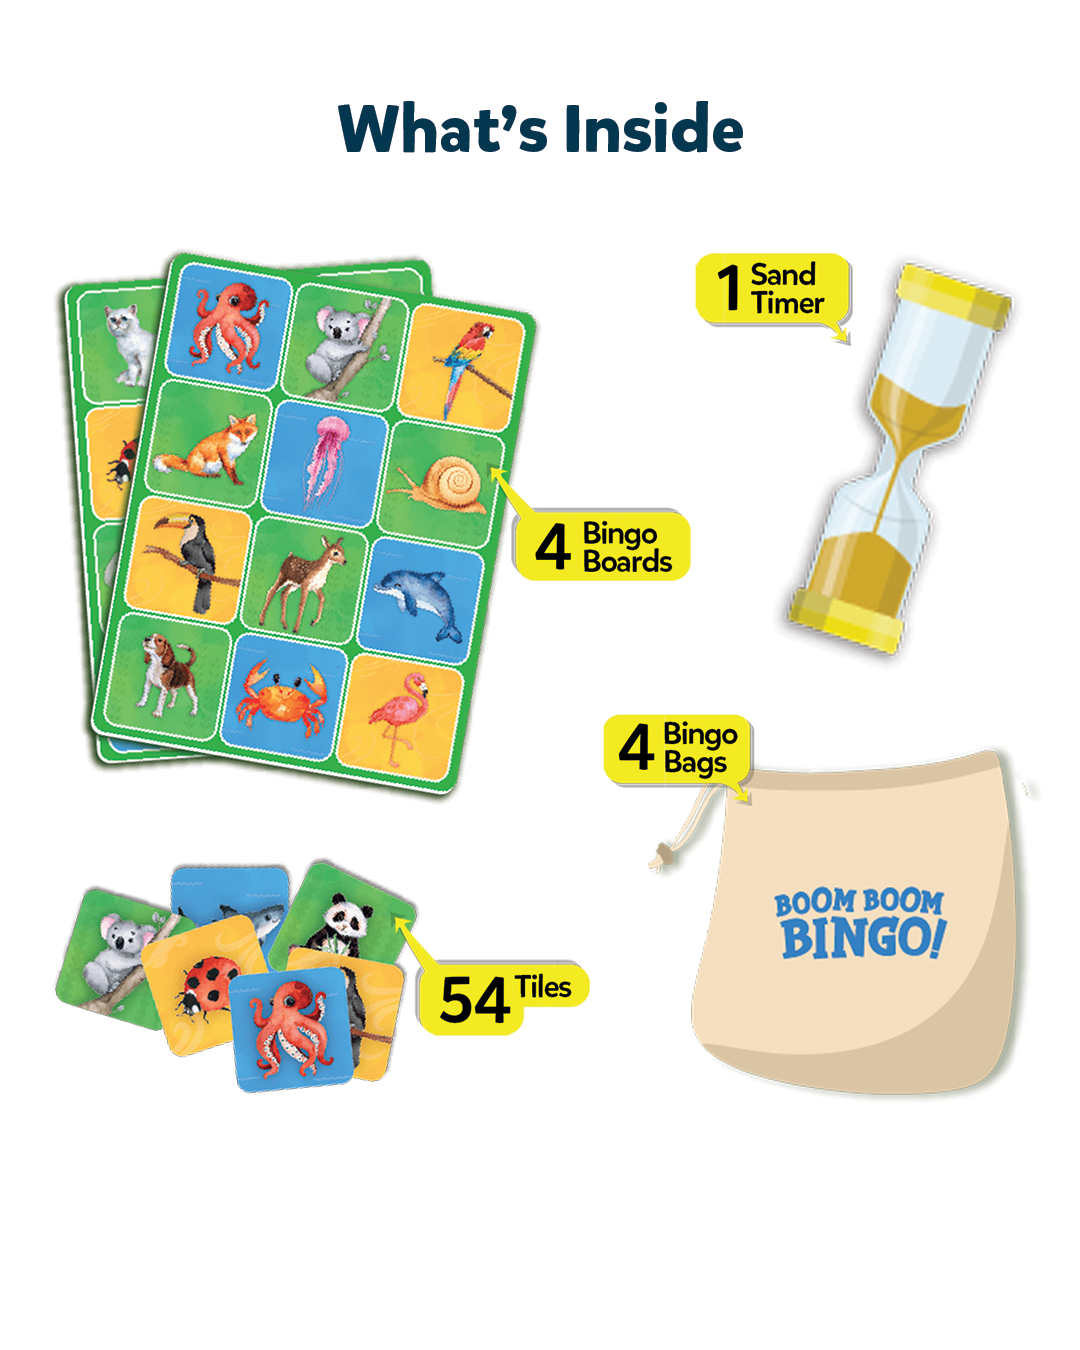 What's Inside
1 Sand
Timer
4 Bingo
Boards
4 Bingo
Bags
BOOM BOOM
BINGO!
54 Tiles